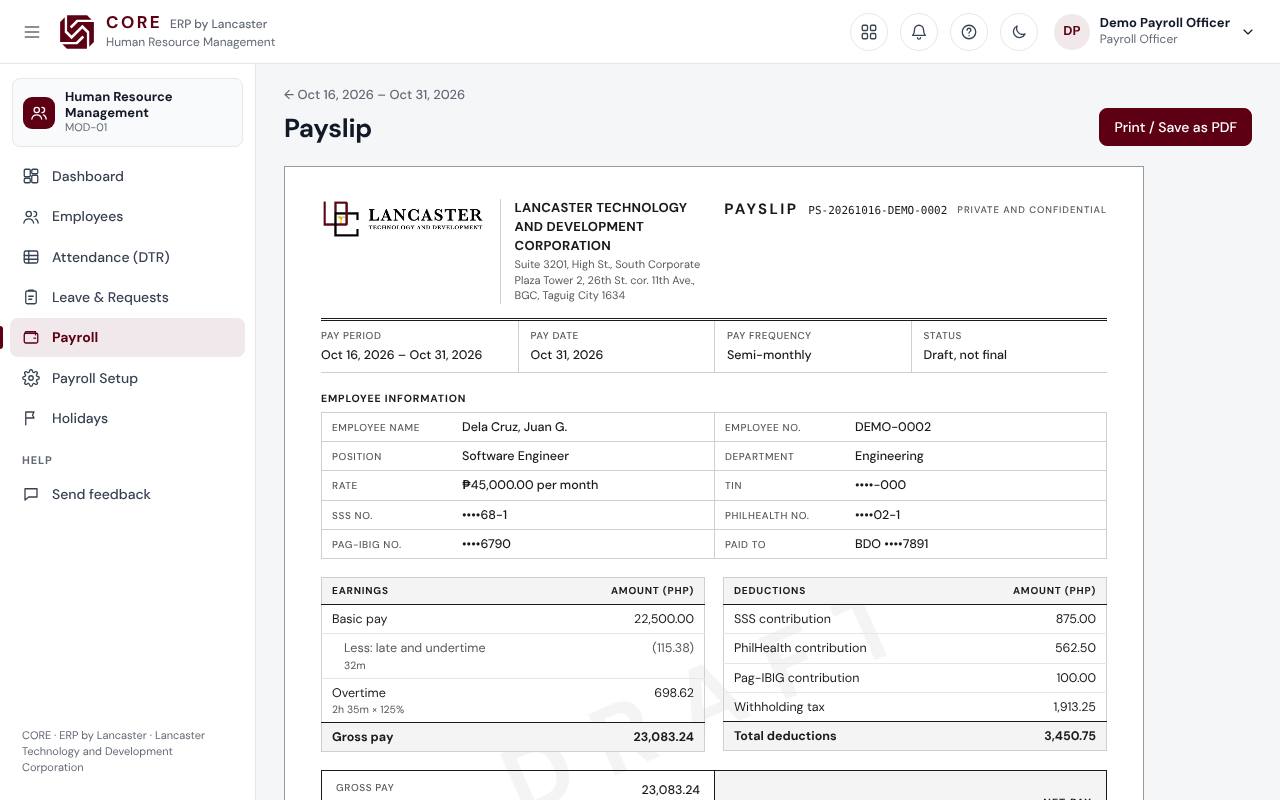 CORE ERP by Lancaster
Human Resource Management
DP
Demo Payroll Officer
Payroll Officer
Human Resource
Management
MOD-01
Dashboard
Employees
Attendance (DTR)
Leave & Requests
Payroll
Payroll Setup
Holidays
HELP
Send feedback
CORE · ERP by Lancaster · Lancaster
Technology and Development
Corporation
← Oct 16, 2026 – Oct 31, 2026
Payslip
Print / Save as PDF
LANCASTER
TECHNOLOGY AND DEVELOPMENT
LANCASTER TECHNOLOGY
AND DEVELOPMENT
CORPORATION
Suite 3201, High St., South Corporate
Plaza Tower 2, 26th St. cor. 11th Ave.,
BGC, Taguig City 1634
PAYSLIP PS-20261016-DEMO-0002 PRIVATE AND CONFIDENTIAL
PAY PERIOD
Oct 16, 2026 – Oct 31, 2026
PAY DATE
Oct 31, 2026
PAY FREQUENCY
Semi-monthly
STATUS
Draft, not final
EMPLOYEE INFORMATION
EMPLOYEE NAME Dela Cruz, Juan G. EMPLOYEE NO. DEMO-0002
POSITION Software Engineer DEPARTMENT Engineering
RATE ₱45,000.00 per month TIN ••••-000
SSS NO. ••••68-1 PHILHEALTH NO. ••••02-1
PAG-IBIG NO. ••••6790 PAID TO BDO ••••7891
EARNINGS AMOUNT (PHP)
Basic pay 22,500.00
Less: late and undertime (115.38)
32m
Overtime 698.62
2h 35m × 125%
Gross pay 23,083.24
DEDUCTIONS AMOUNT (PHP)
SSS contribution 875.00
PhilHealth contribution 562.50
Pag-IBIG contribution 100.00
Withholding tax 1,913.25
Total deductions 3,450.75
DRAFT
GROSS PAY 23,083.24